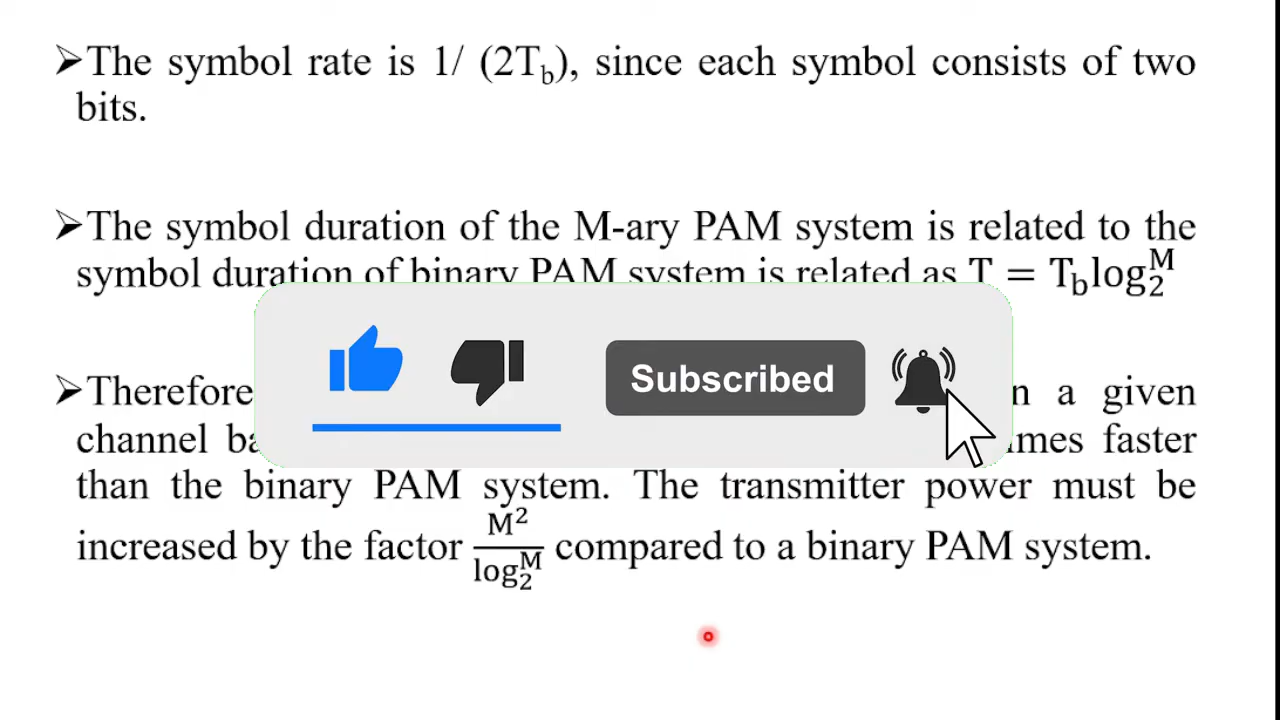 ➢The symbol rate is 1/ (2T_b), since each symbol consists of two
bits.
➢The symbol duration of the M-ary PAM system is related to the
symbol duration of binary PAM system is related as T = T_b log_2^M
➢Therefore n a given
channel faster
than the binary PAM system. The transmitter power must be
increased by the factor M²/log_2^M compared to a binary PAM system.
Subscribed